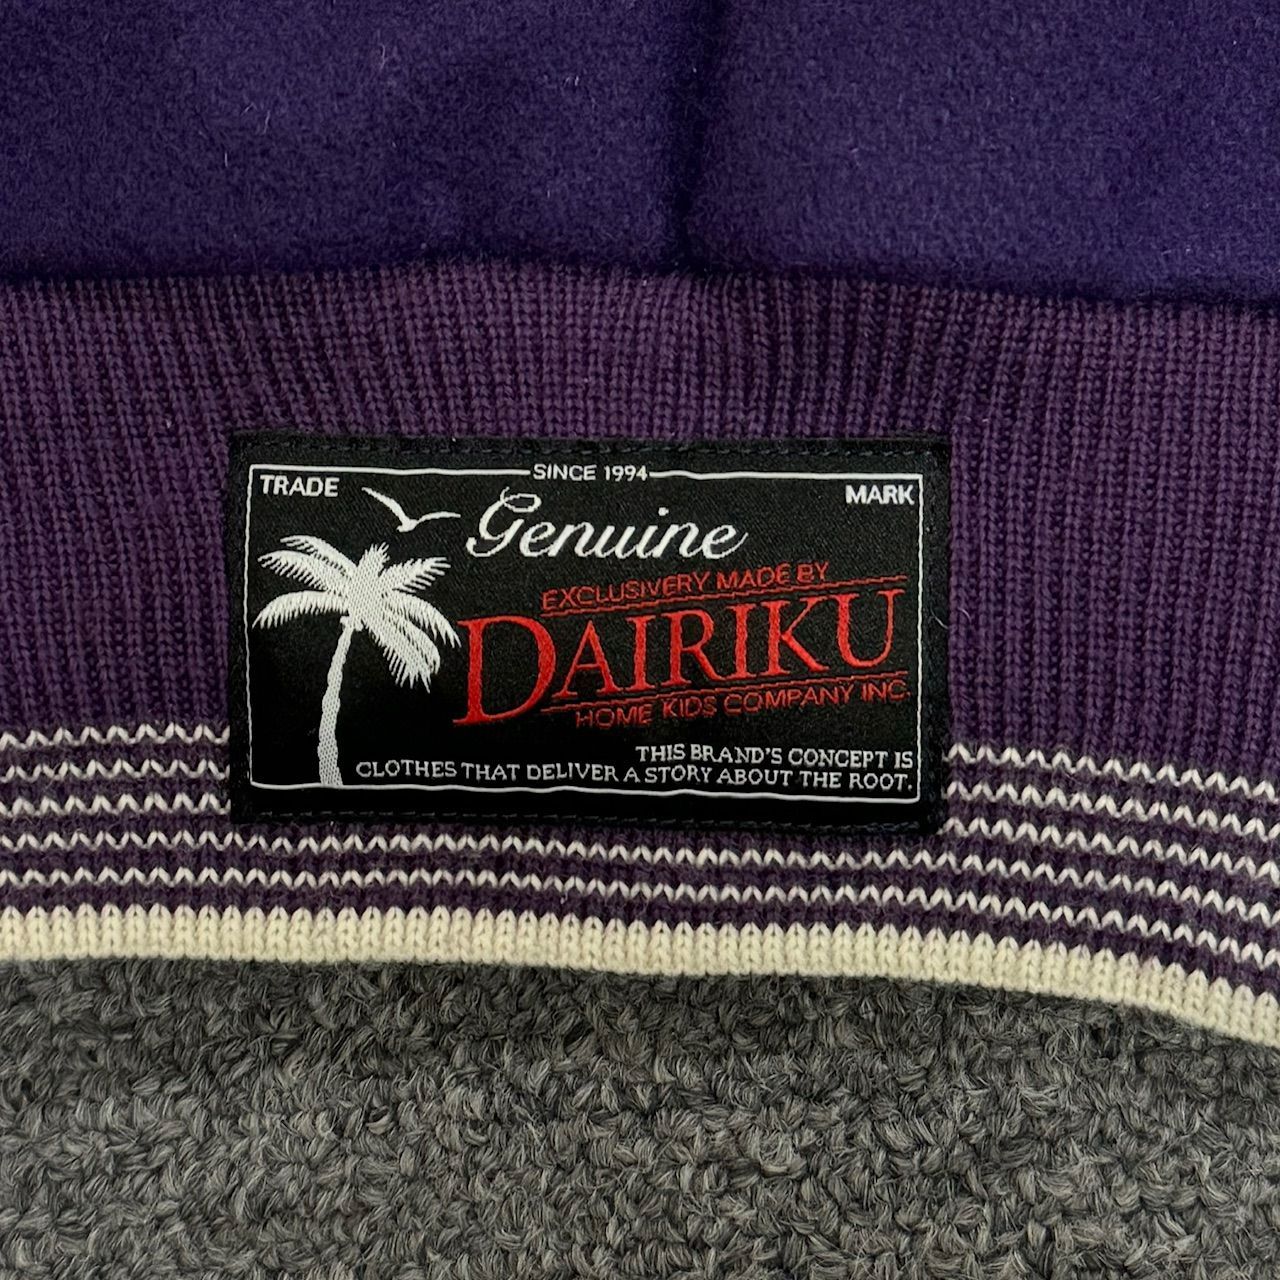 SINCE 1994
TRADE MARK
Genuine
EXCLUSIVERY MADE BY
DAIRIKU
HOME KIDS COMPANY INC.
THIS BRAND'S CONCEPT IS
CLOTHES THAT DELIVER A STORY ABOUT THE ROOT.